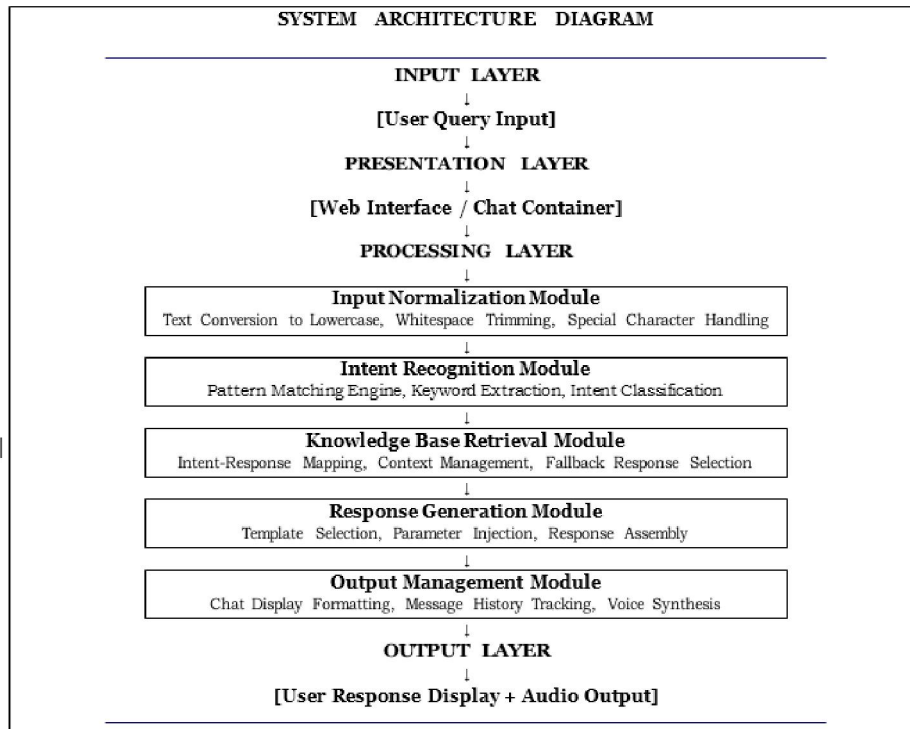 SYSTEM ARCHITECTURE DIAGRAM
INPUT LAYER
↓
[User Query Input]
↓
PRESENTATION LAYER
↓
[Web Interface / Chat Container]
↓
PROCESSING LAYER
↓
Input Normalization Module
Text Conversion to Lowercase, Whitespace Trimming, Special Character Handling
↓
Intent Recognition Module
Pattern Matching Engine, Keyword Extraction, Intent Classification
↓
Knowledge Base Retrieval Module
Intent-Response Mapping, Context Management, Fallback Response Selection
↓
Response Generation Module
Template Selection, Parameter Injection, Response Assembly
↓
Output Management Module
Chat Display Formatting, Message History Tracking, Voice Synthesis
↓
OUTPUT LAYER
↓
[User Response Display + Audio Output]